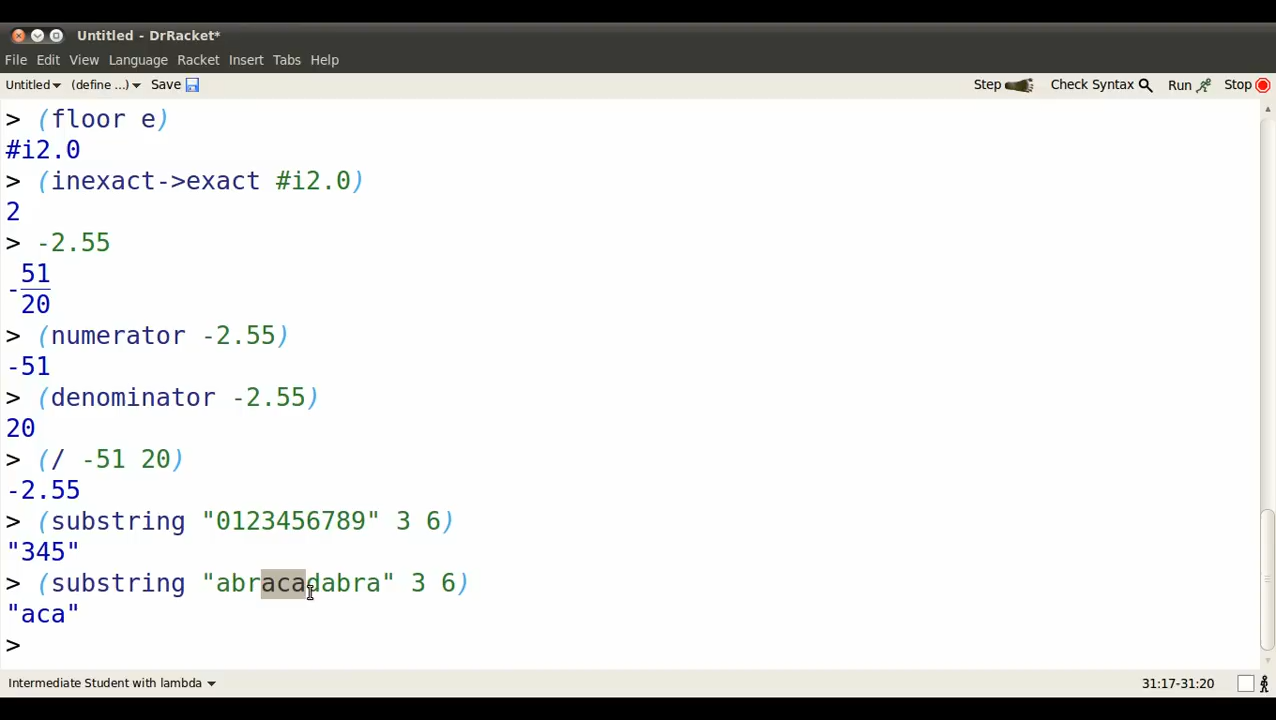 Untitled - DrRacket*
File Edit View Language Racket Insert Tabs Help
Untitled (define ...) Save Step Check Syntax Run Stop
> (floor e)
#i2.0
> (inexact->exact #i2.0)
2
> -2.55
-51
20
> (numerator -2.55)
-51
> (denominator -2.55)
20
> (/ -51 20)
-2.55
> (substring "0123456789" 3 6)
"345"
> (substring "abracadabra" 3 6)
"aca"
>
Intermediate Student with lambda 31:17-31:20